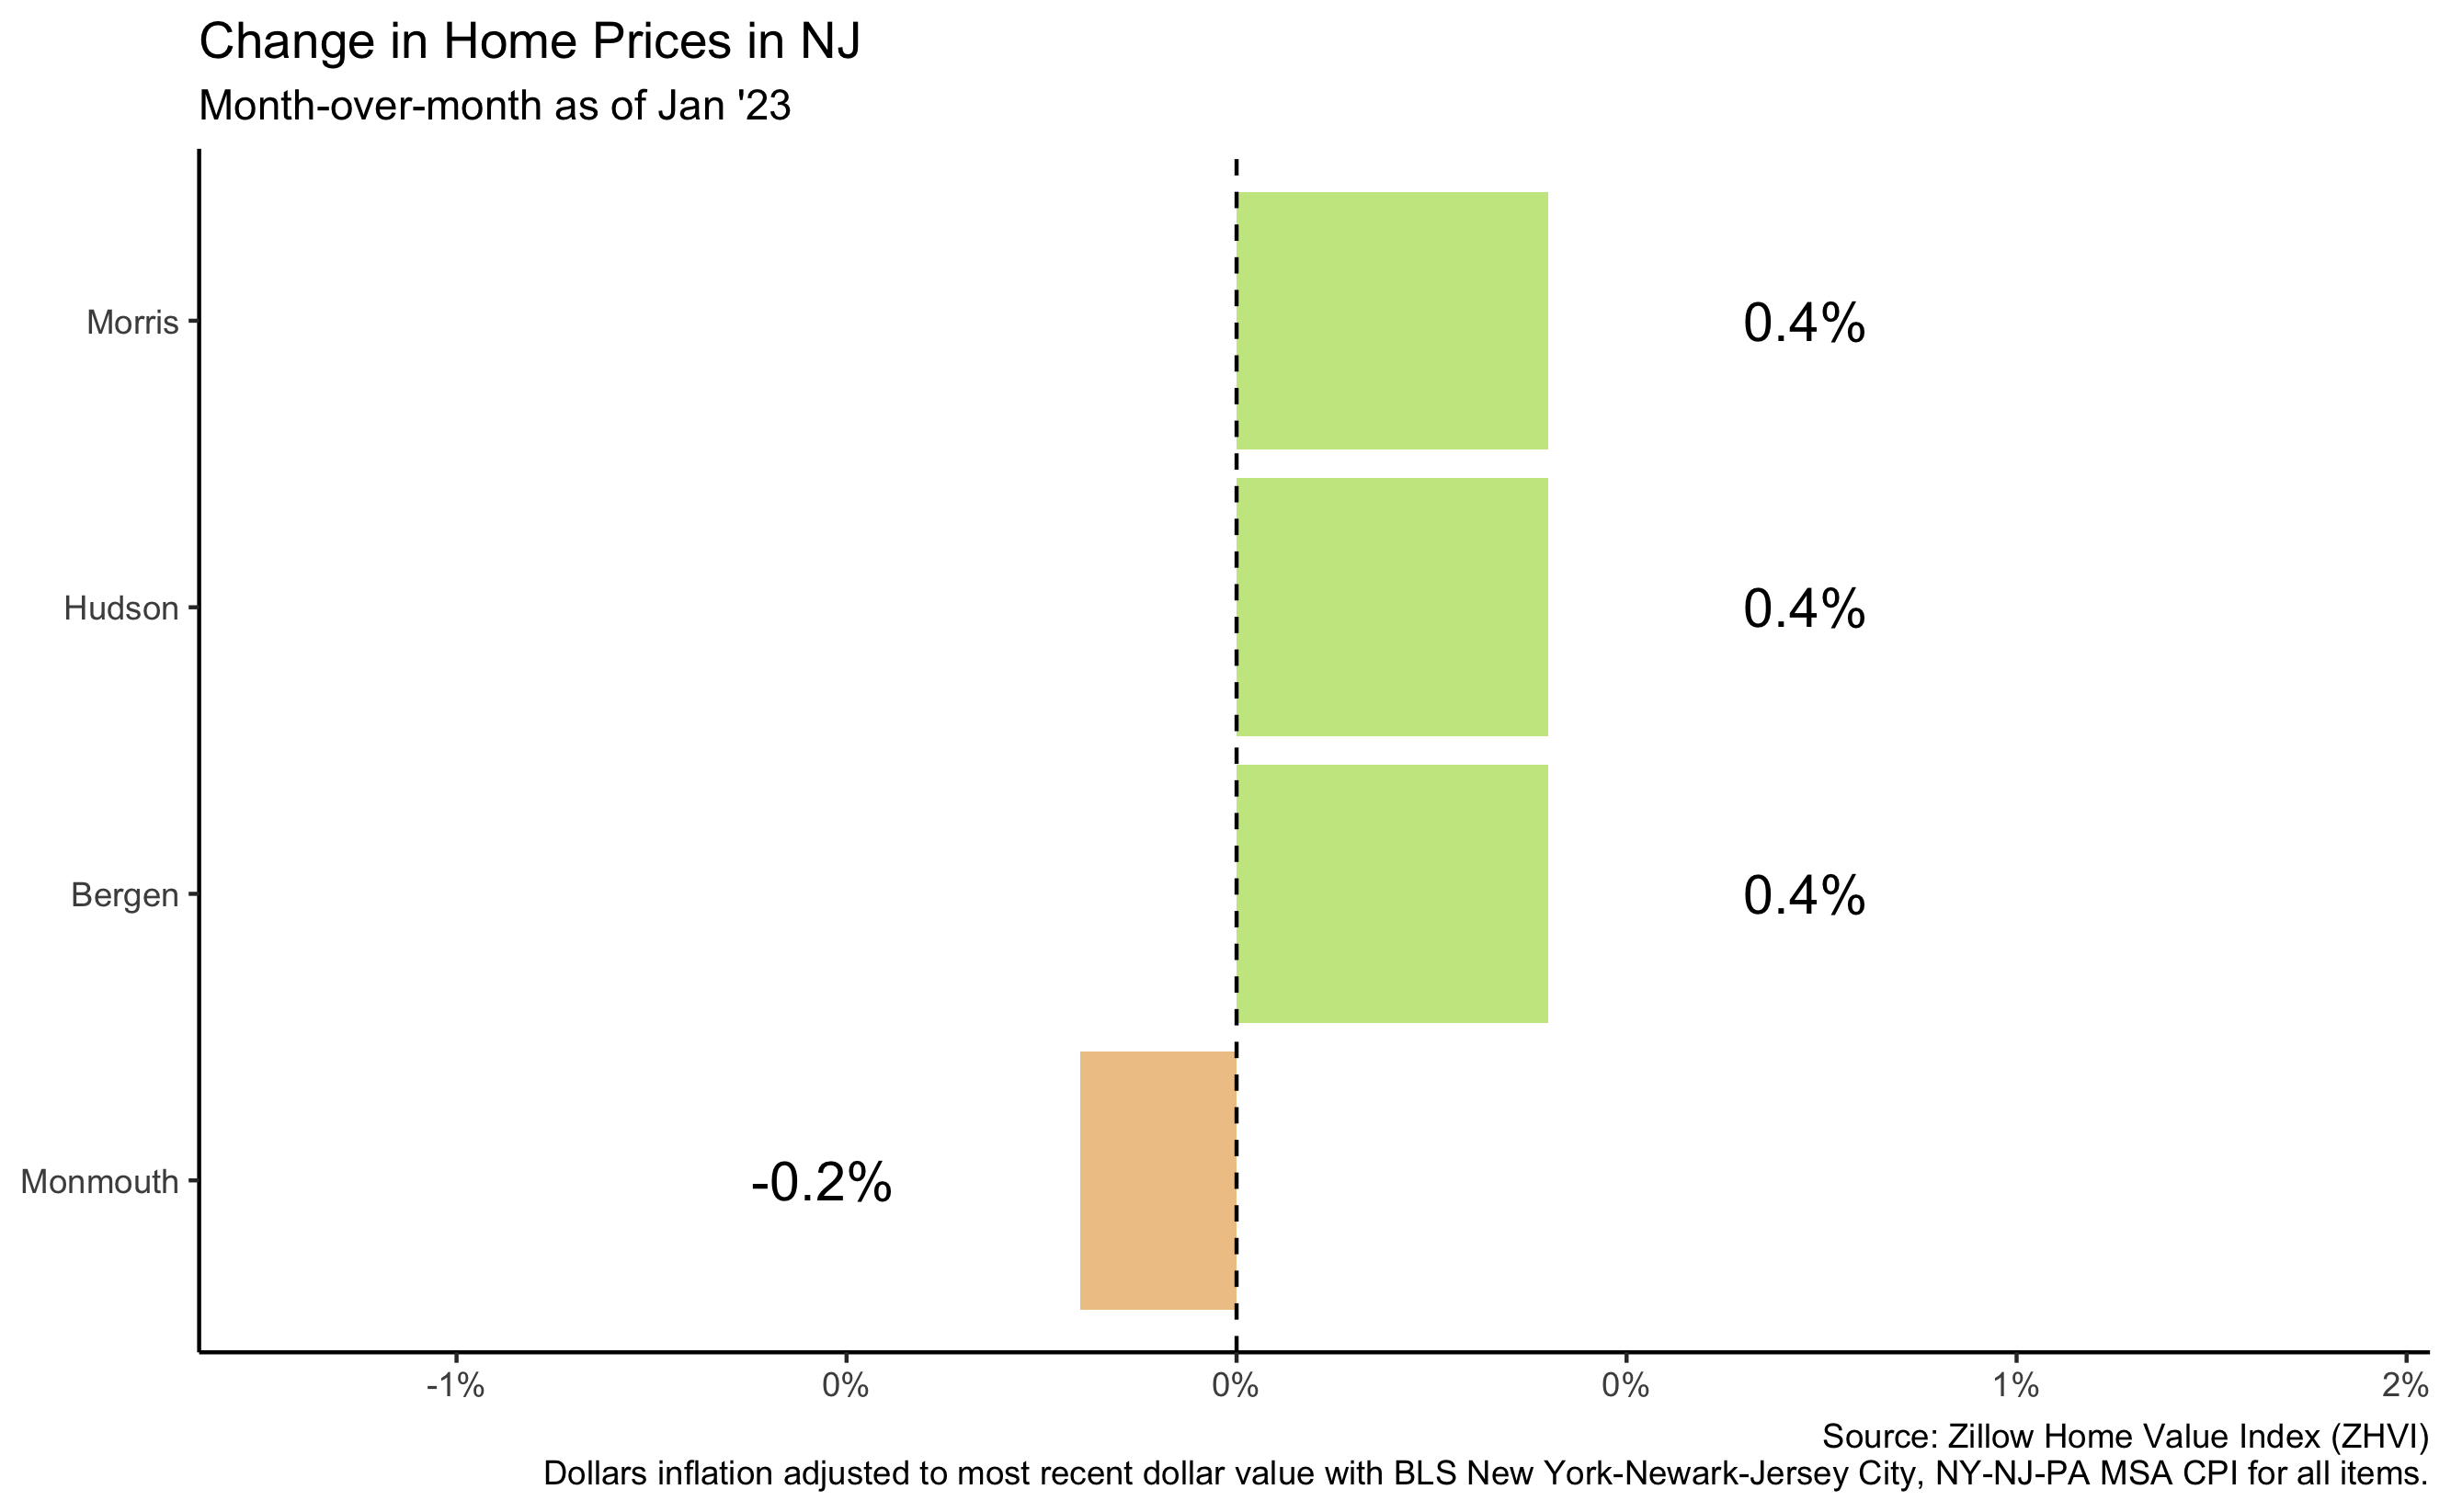 Change in Home Prices in NJ
Month-over-month as of Jan '23
Morris
0.4%
Hudson
0.4%
Bergen
0.4%
Monmouth
-0.2%
-1%
0%
0%
0%
1%
2%
Source: Zillow Home Value Index (ZHVI)
Dollars inflation adjusted to most recent dollar value with BLS New York-Newark-Jersey City, NY-NJ-PA MSA CPI for all items.